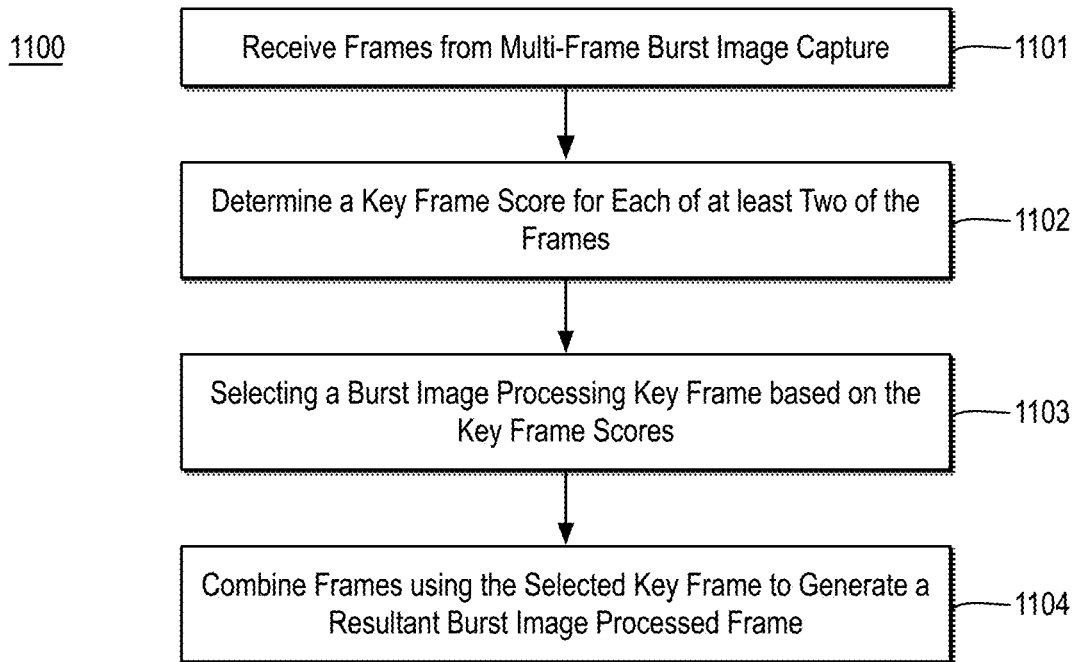 1100
Receive Frames from Multi-Frame Burst Image Capture
1101
Determine a Key Frame Score for Each of at least Two of the
Frames
1102
Selecting a Burst Image Processing Key Frame based on the
Key Frame Scores
1103
Combine Frames using the Selected Key Frame to Generate a
Resultant Burst Image Processed Frame
1104